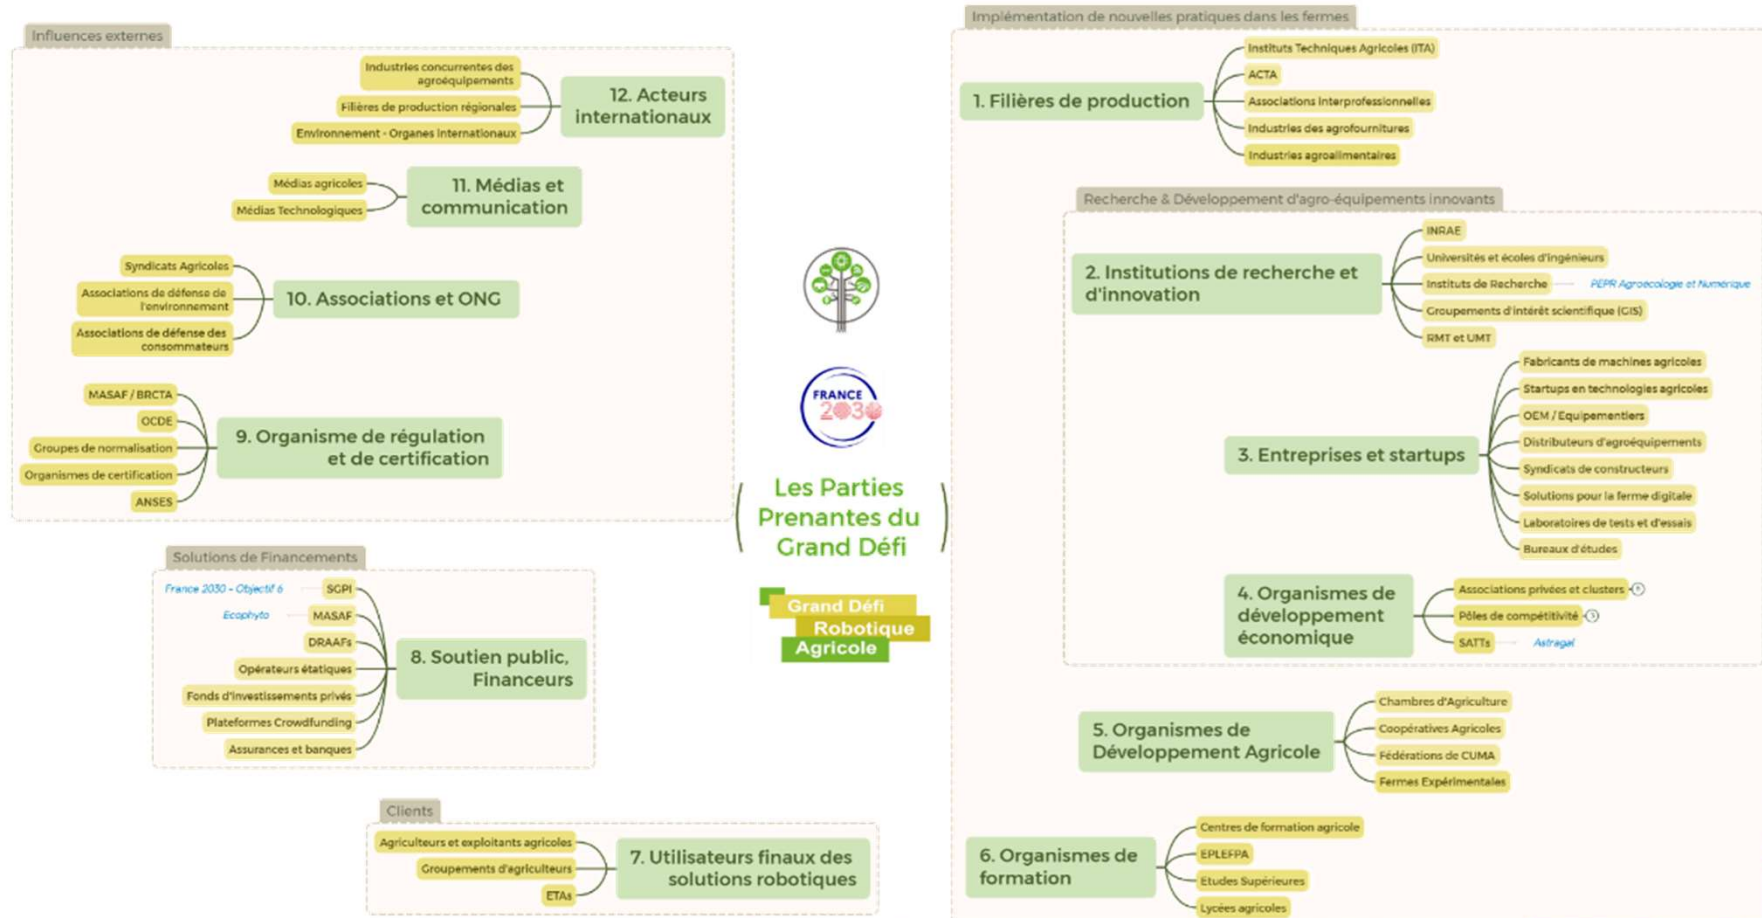 Influences externes
Industries concurrentes des
agroéquipements
Filières de production régionales
Environnement - Organes internationaux
12. Acteurs
internationaux
Médias agricoles
Médias Technologiques
11. Médias et
communication
Syndicats Agricoles
Associations de défense de
l'environnement
Associations de défense des
consommateurs
10. Associations et ONG
MASAF / BRCTA
OCDE
Groupes de normalisation
Organismes de certification
ANSES
9. Organisme de régulation
et de certification
Solutions de Financements
France 2030 - Objectif 6
SGPI
Ecophyto
MASAF
DRAAFs
Opérateurs étatiques
Fonds d'investissements privés
Plateformes Crowdfunding
Assurances et banques
8. Soutien public,
Financeurs
Clients
Agriculteurs et exploitants agricoles
Groupements d'agriculteurs
ETAs
7. Utilisateurs finaux des
solutions robotiques
FRANCE
2030
Les Parties
Prenantes du
Grand Défi
Grand Défi
Robotique
Agricole
Implémentation de nouvelles pratiques dans les fermes
1. Filières de production
Instituts Techniques Agricoles (ITA)
ACTA
Associations interprofessionnelles
Industries des agrofournitures
Industries agroalimentaires
Recherche & Développement d'agro-équipements innovants
2. Institutions de recherche et
d'innovation
INRAE
Universités et écoles d'ingénieurs
Instituts de Recherche
PEPR Agroécologie et Numérique
Groupements d'intérêt scientifique (GIS)
RMT et UMT
3. Entreprises et startups
Fabricants de machines agricoles
Startups en technologies agricoles
OEM / Equipementiers
Distributeurs d'agroéquipements
Syndicats de constructeurs
Solutions pour la ferme digitale
Laboratoires de tests et d'essais
Bureaux d'études
4. Organismes de
développement
économique
Associations privées et clusters
Pôles de compétitivité
SATTs
Astragal
5. Organismes de
Développement Agricole
Chambres d'Agriculture
Coopératives Agricoles
Fédérations de CUMA
Fermes Expérimentales
6. Organismes de
formation
Centres de formation agricole
EPLEFPA
Etudes Supérieures
Lycées agricoles